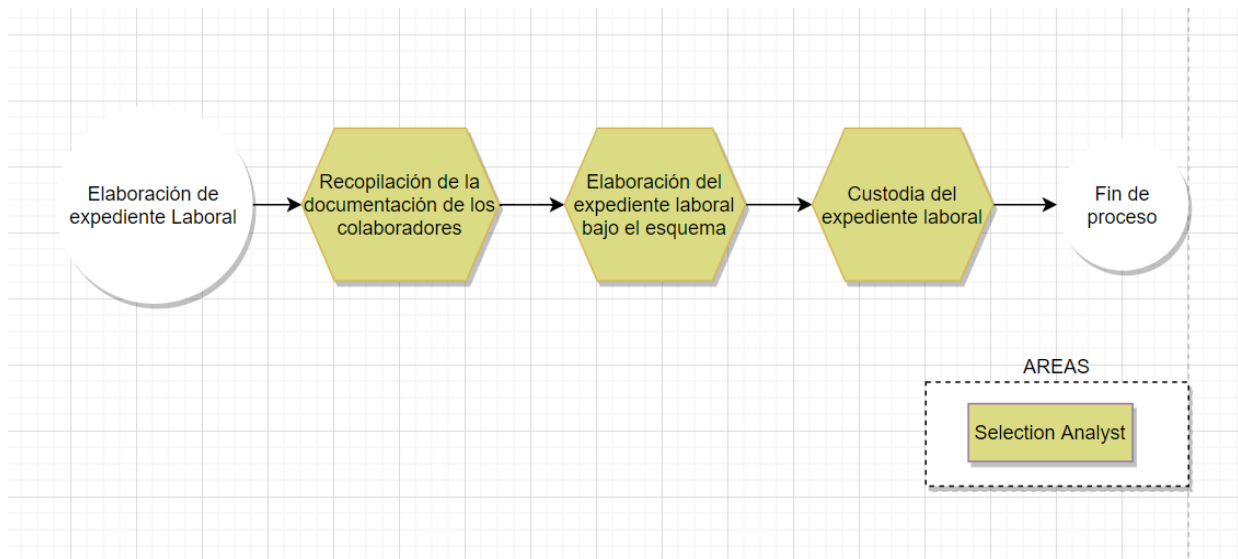 Elaboración de
expediente Laboral
Recopilación de la
documentación de los
colaboradores
Elaboración del
expediente laboral
bajo el esquema
Custodia del
expediente laboral
Fin de
proceso
AREAS
Selection Analyst